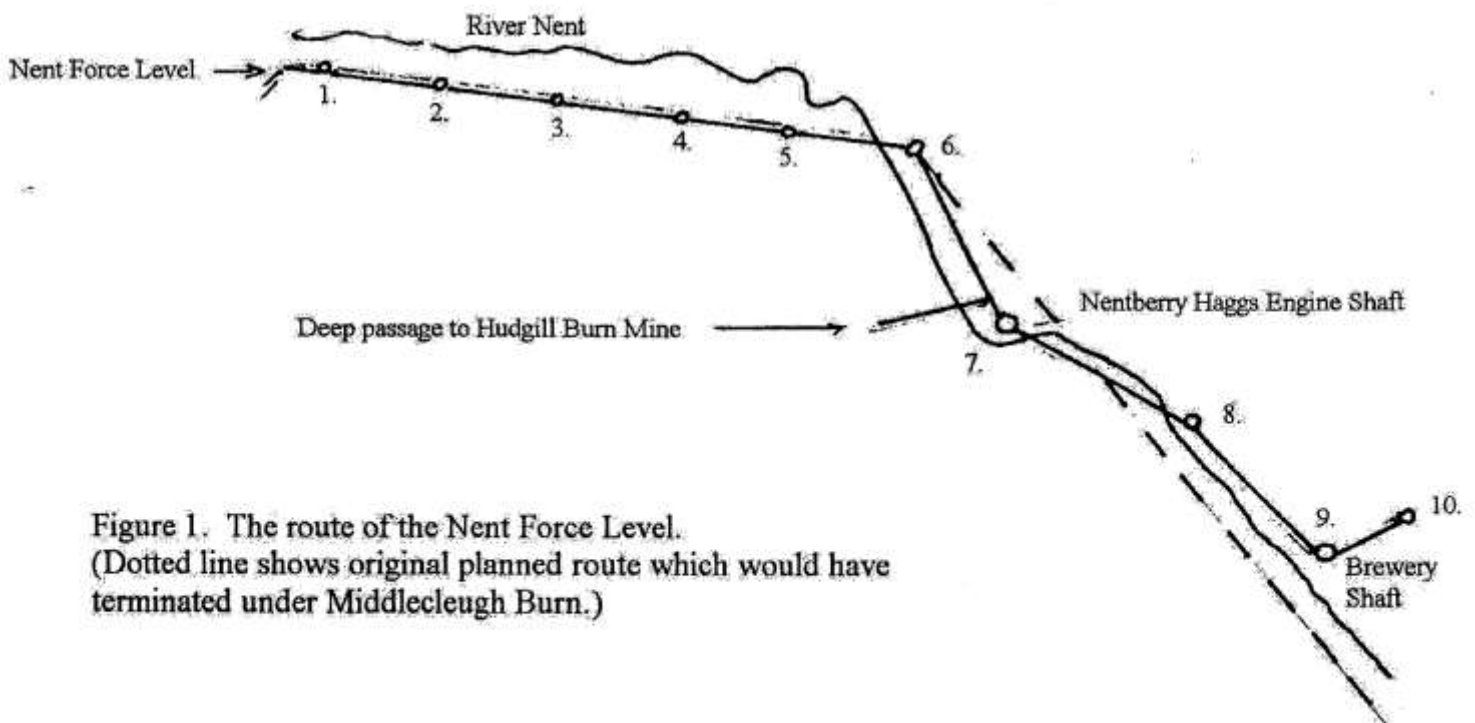 River Nent
Nent Force Level
1.
2.
3.
4.
5.
6.
Nentberry Haggs Engine Shaft
Deep passage to Hudgill Burn Mine
7.
8.
9.
10.
Brewery
Shaft
Figure 1. The route of the Nent Force Level.
(Dotted line shows original planned route which would have
terminated under Middlecleugh Burn.)